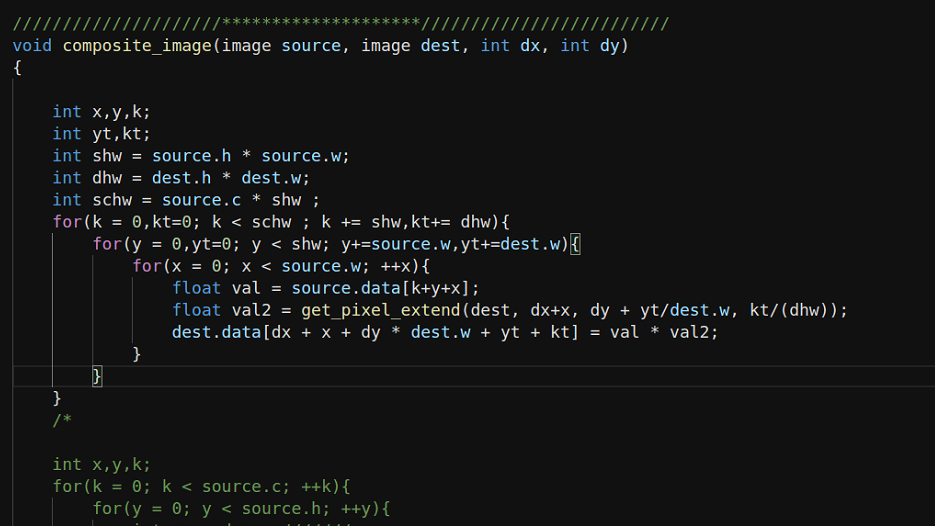 /////////////////////********************/////////////////////////
void composite_image(image source, image dest, int dx, int dy)
{
int x,y,k;
int yt,kt;
int shw = source.h * source.w;
int dhw = dest.h * dest.w;
int schw = source.c * shw ;
for(k = 0,kt=0; k < schw ; k += shw,kt+= dhw){
for(y = 0,yt=0; y < shw; y+=source.w,yt+=dest.w){
for(x = 0; x < source.w; ++x){
float val = source.data[k+y+x];
float val2 = get_pixel_extend(dest, dx+x, dy + yt/dest.w, kt/(dhw));
dest.data[dx + x + dy * dest.w + yt + kt] = val * val2;
}
}
}
/*
int x,y,k;
for(k = 0; k < source.c; ++k){
for(y = 0; y < source.h; ++y){